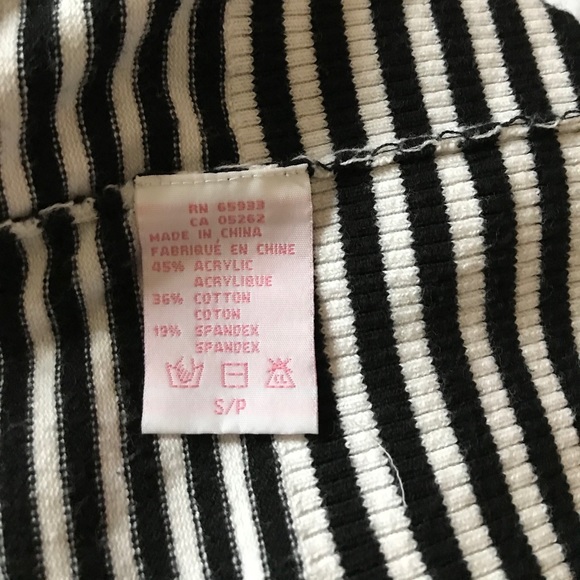 RN 65933
CA 05262
MADE IN CHINA
FABRIQUE EN CHINE
45% ACRYLIC
ACRYLIQUE
36% COTTON
COTON
19% SPANDEX
SPANDEX
CL
S/P